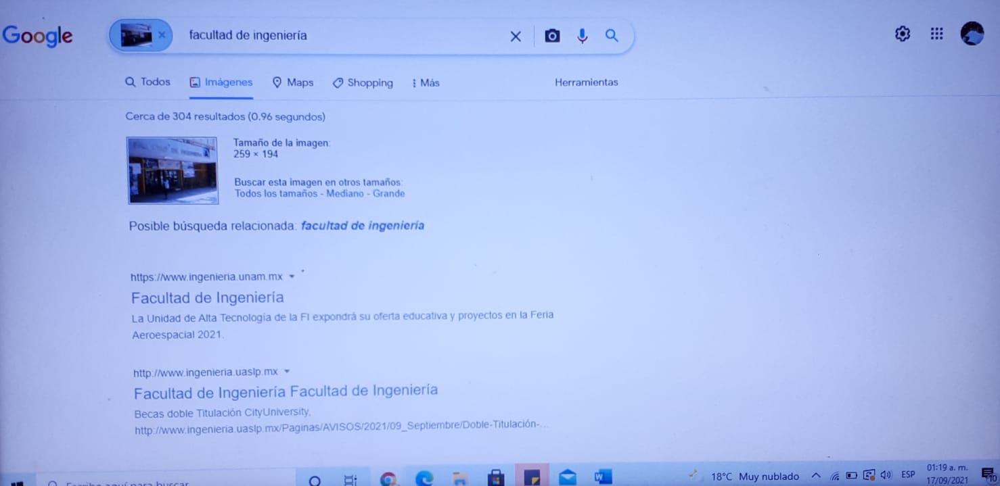 Google
facultad de ingeniería
Todos
Imágenes
Maps
Shopping
Más
Herramientas
Cerca de 304 resultados (0.96 segundos)
Tamaño de la imagen:
259 × 194
Buscar esta imagen en otros tamaños:
Todos los tamaños - Mediano - Grande
Posible búsqueda relacionada: facultad de ingeniería
https://www.ingenieria.unam.mx
Facultad de Ingeniería
La Unidad de Alta Tecnología de la FI expondrá su oferta educativa y proyectos en la Feria
Aeroespacial 2021.
http://www.ingenieria.uaslp.mx
Facultad de Ingeniería Facultad de Ingeniería
Becas doble Titulación CityUniversity.
http://www.ingenieria.uaslp.mx/Paginas/AVISOS/2021/09_Septiembre/Doble-Titulación-...
Escribe aquí para buscar
18°C Muy nublado
ESP
01:19 a. m.
17/09/2021
10